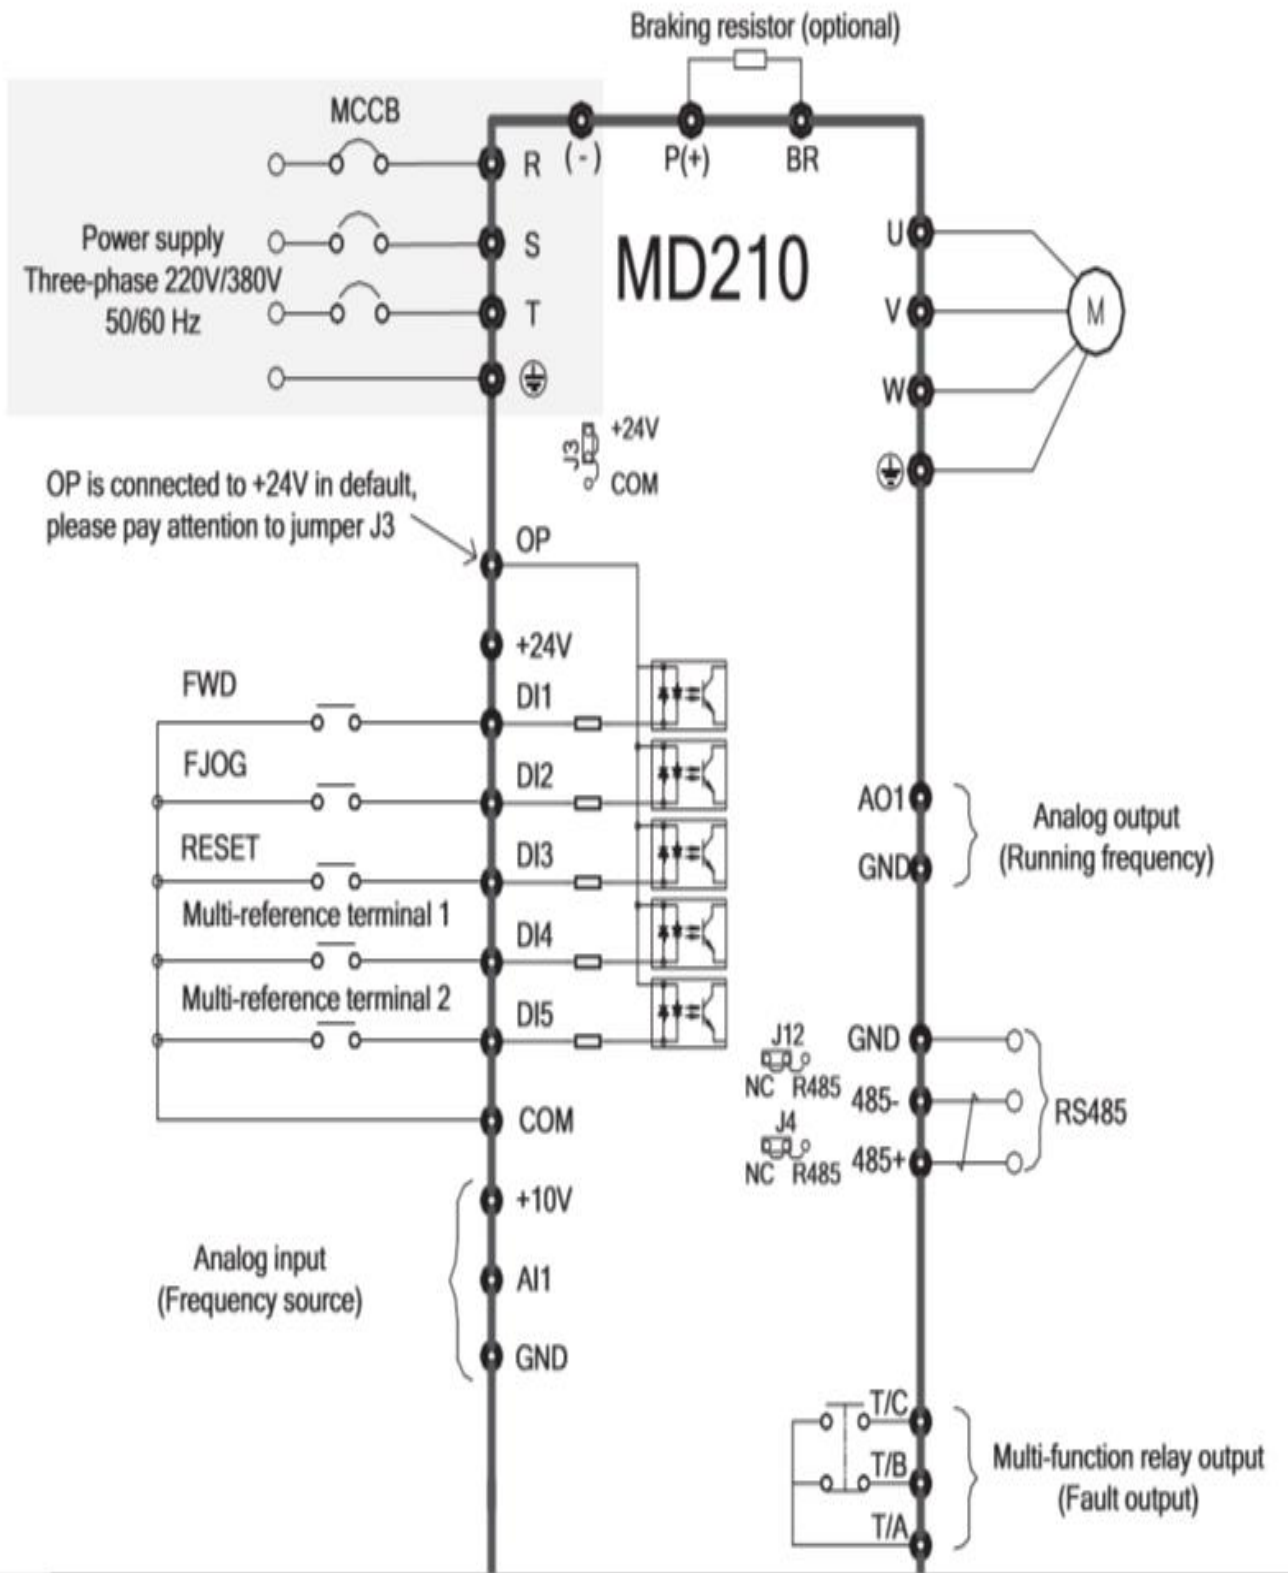 Braking resistor (optional)
MCCB
R
(-)
P(+)
BR
Power supply
Three-phase 220V/380V
50/60 Hz
S
T
MD210
U
V
W
M
J3
+24V
COM
OP is connected to +24V in default,
please pay attention to jumper J3
OP
+24V
FWD
DI1
FJOG
DI2
RESET
DI3
Multi-reference terminal 1
DI4
Multi-reference terminal 2
DI5
COM
+10V
Analog input
(Frequency source)
AI1
GND
AO1
GND
Analog output
(Running frequency)
J12
NC R485
J4
NC R485
GND
485-
485+
RS485
T/C
T/B
T/A
Multi-function relay output
(Fault output)